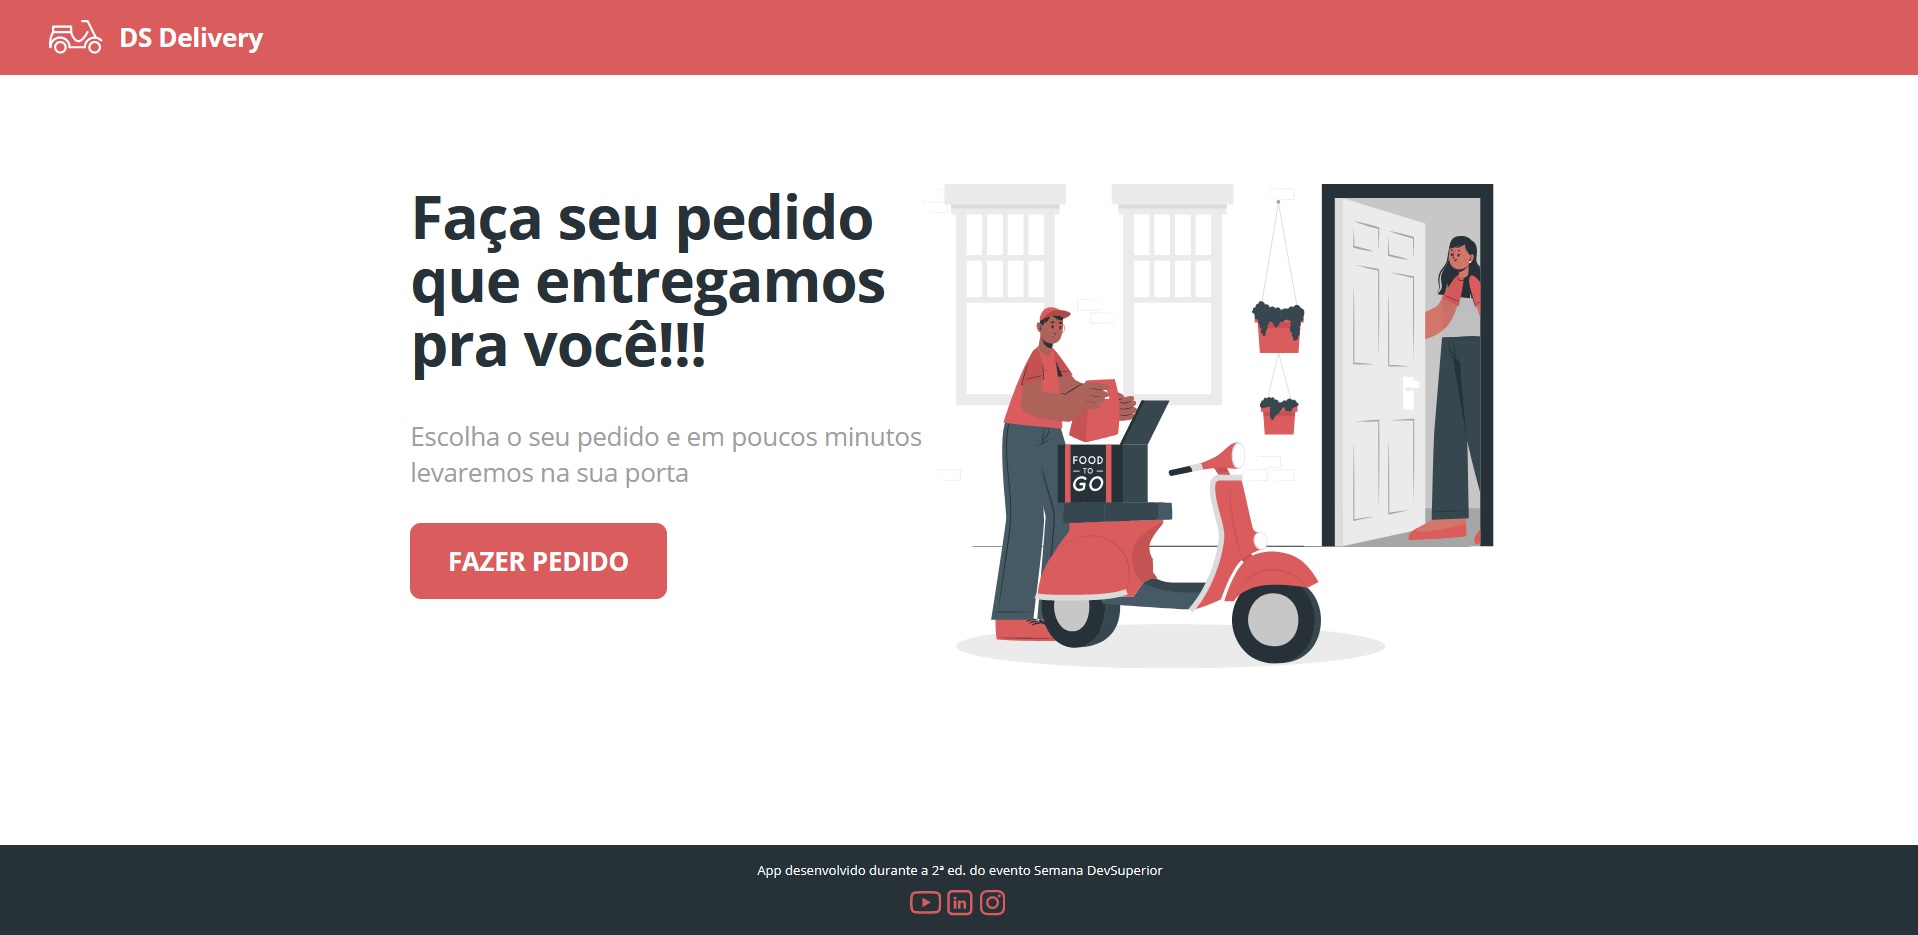 DS Delivery
Faça seu pedido
que entregamos
pra você!!!
Escolha o seu pedido e em poucos minutos
levaremos na sua porta
FAZER PEDIDO
FOOD
TO
GO
App desenvolvido durante a 2ª ed. do evento Semana DevSuperior
in